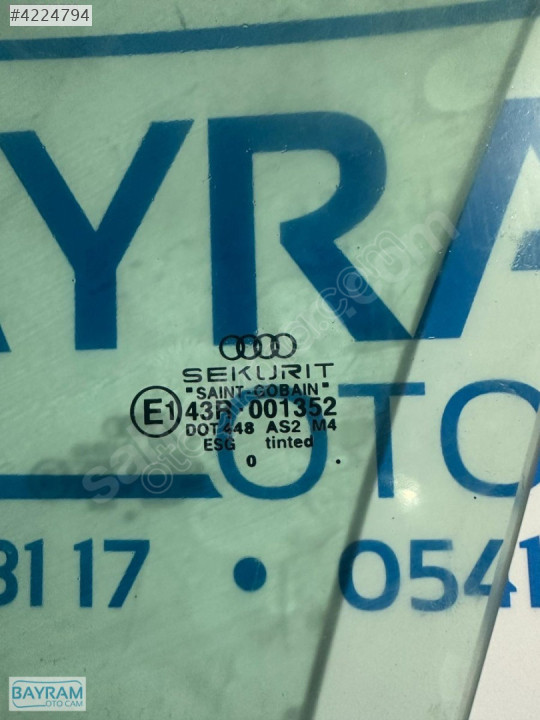 #4224794
AYRA
SEKURIT
"SAINT-GOBAIN"
E1 43R-001352
DOT 448 AS2 M4
ESG tinted
0 .
OTO
3117 • 0541
BAYRAM
OTO CAM